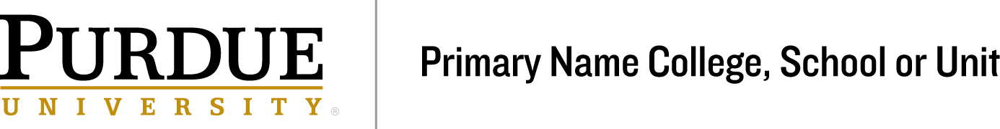 PURDUE
UNIVERSITY®
Primary Name College, School or Unit